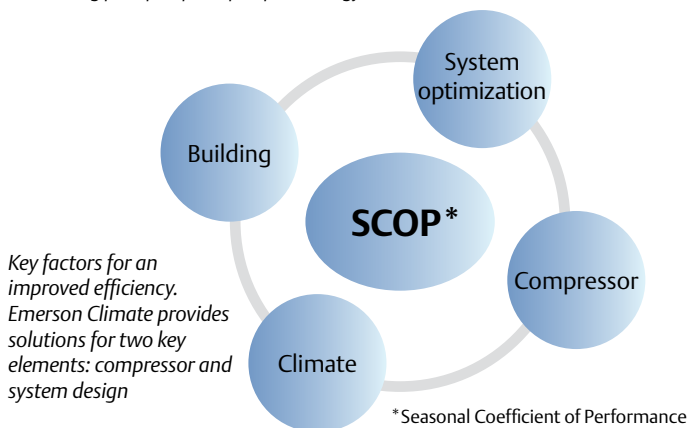 System
optimization
Building
SCOP*
Compressor
Climate
Key factors for an
improved efficiency.
Emerson Climate provides
solutions for two key
elements: compressor and
system design
*Seasonal Coefficient of Performance